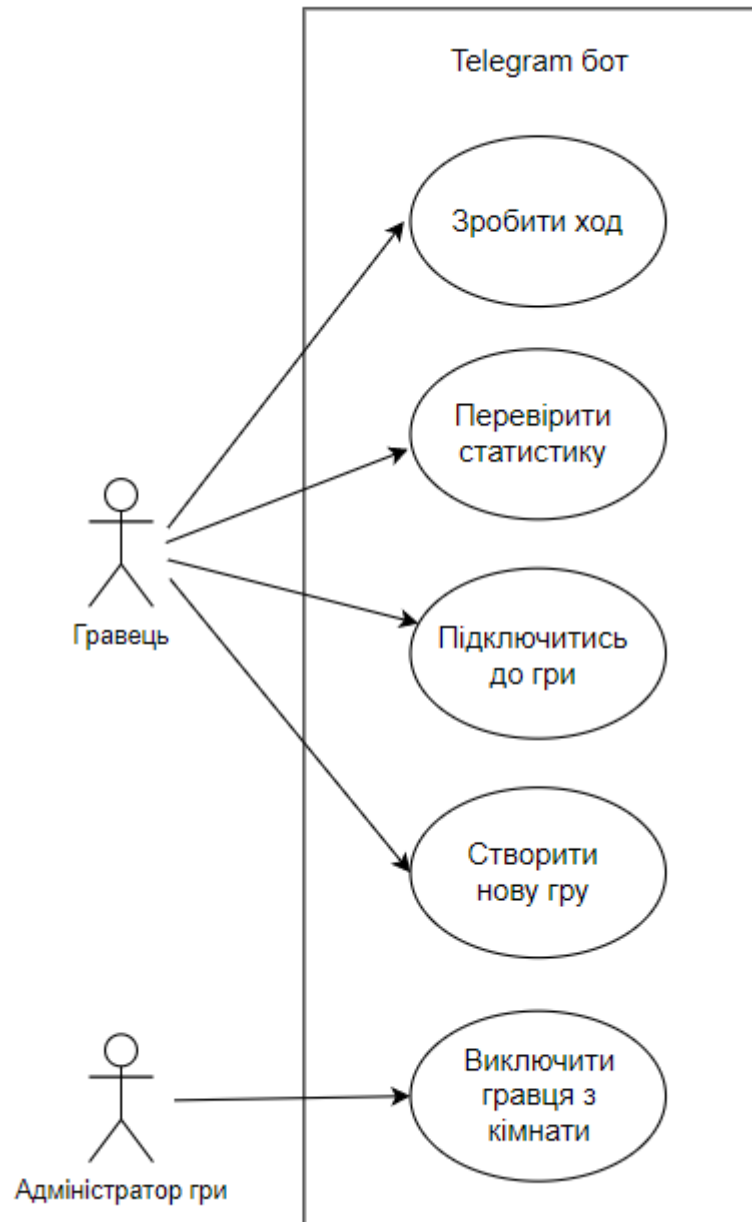 Telegram бот
Зробити ход
Перевірити
статистику
Гравець
Підключитись
до гри
Створити
нову гру
Виключити
гравця з
кімнати
Адміністратор гри